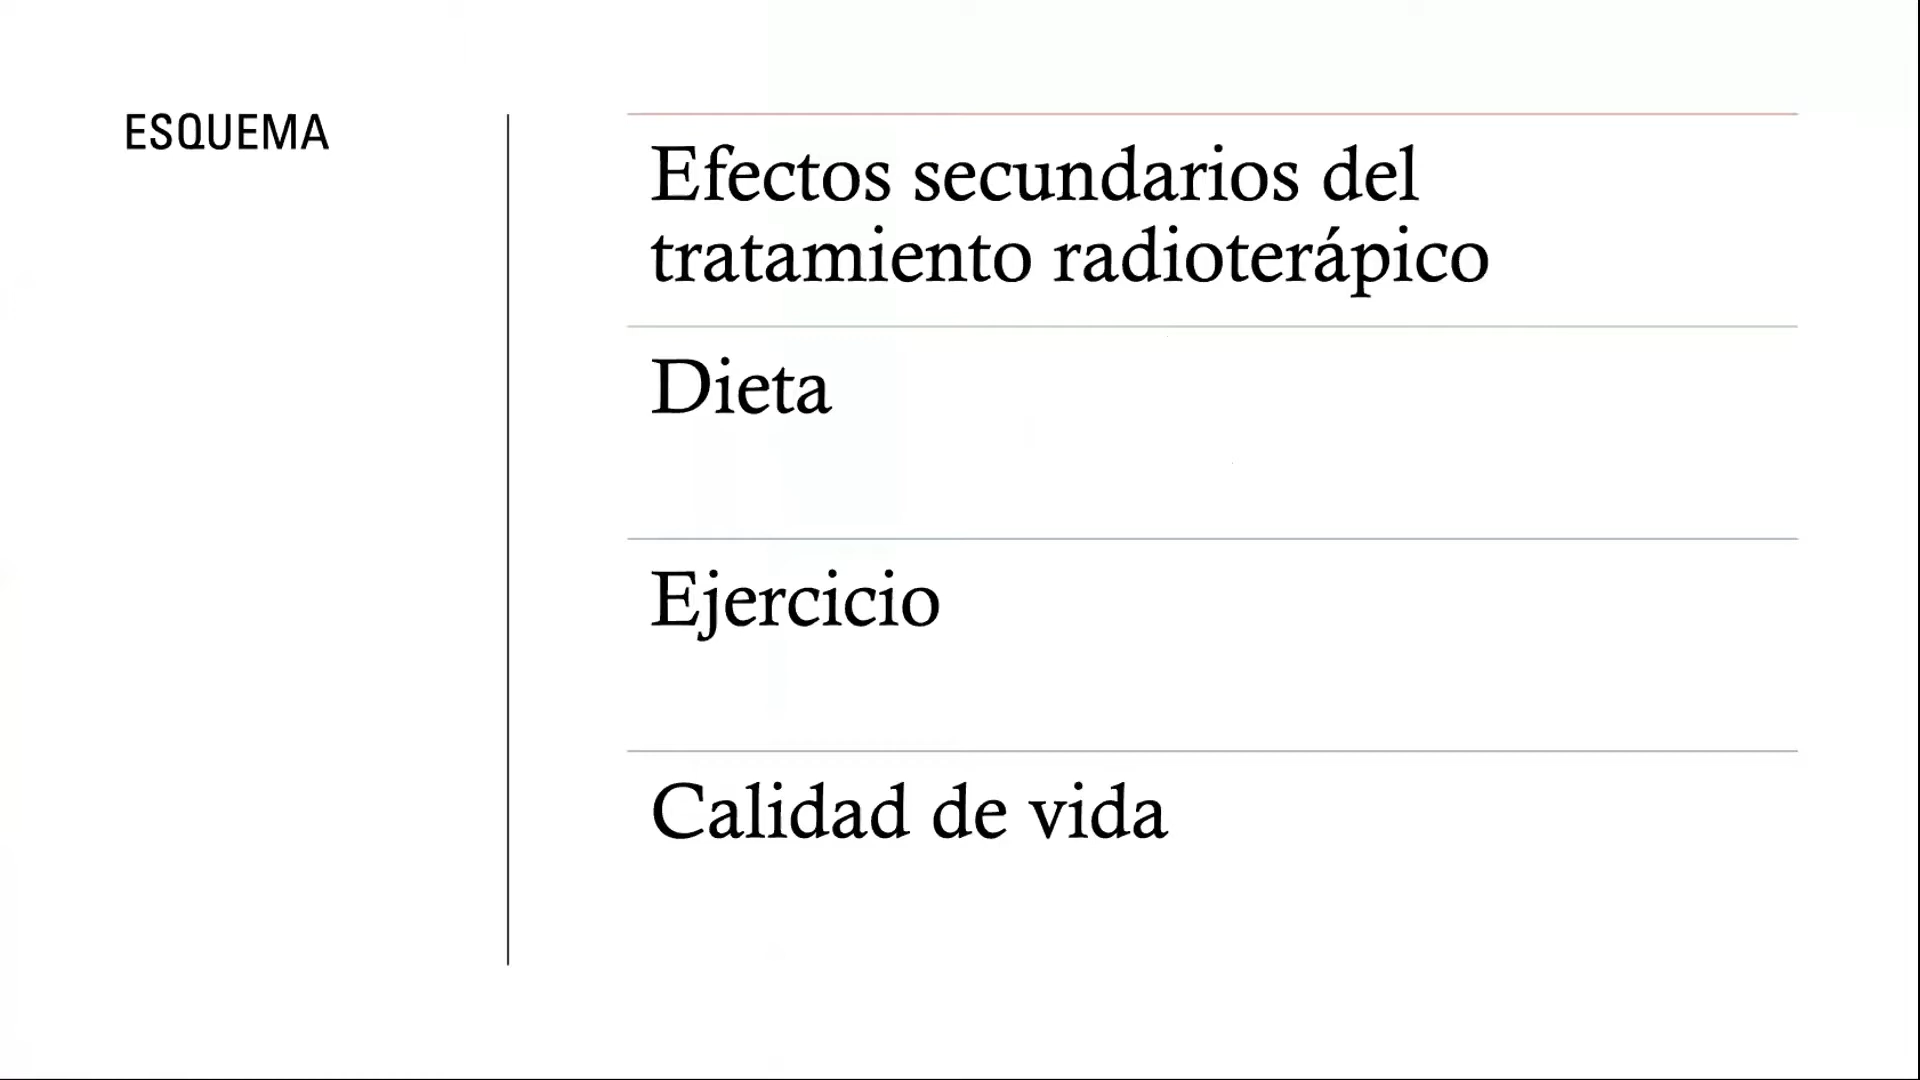 ESQUEMA
Efectos secundarios del
tratamiento radioterápico
Dieta
Ejercicio
Calidad de vida